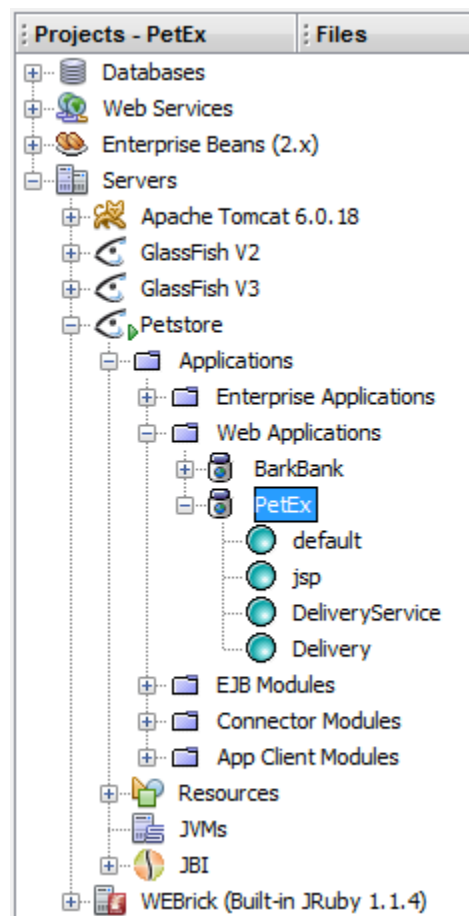 Projects - PetEx Files
Databases
Web Services
Enterprise Beans (2.x)
Servers
Apache Tomcat 6.0.18
GlassFish V2
GlassFish V3
Petstore
Applications
Enterprise Applications
Web Applications
BarkBank
PetEx
default
jsp
DeliveryService
Delivery
EJB Modules
Connector Modules
App Client Modules
Resources
JVMs
JBI
WEBrick (Built-in JRuby 1.1.4)